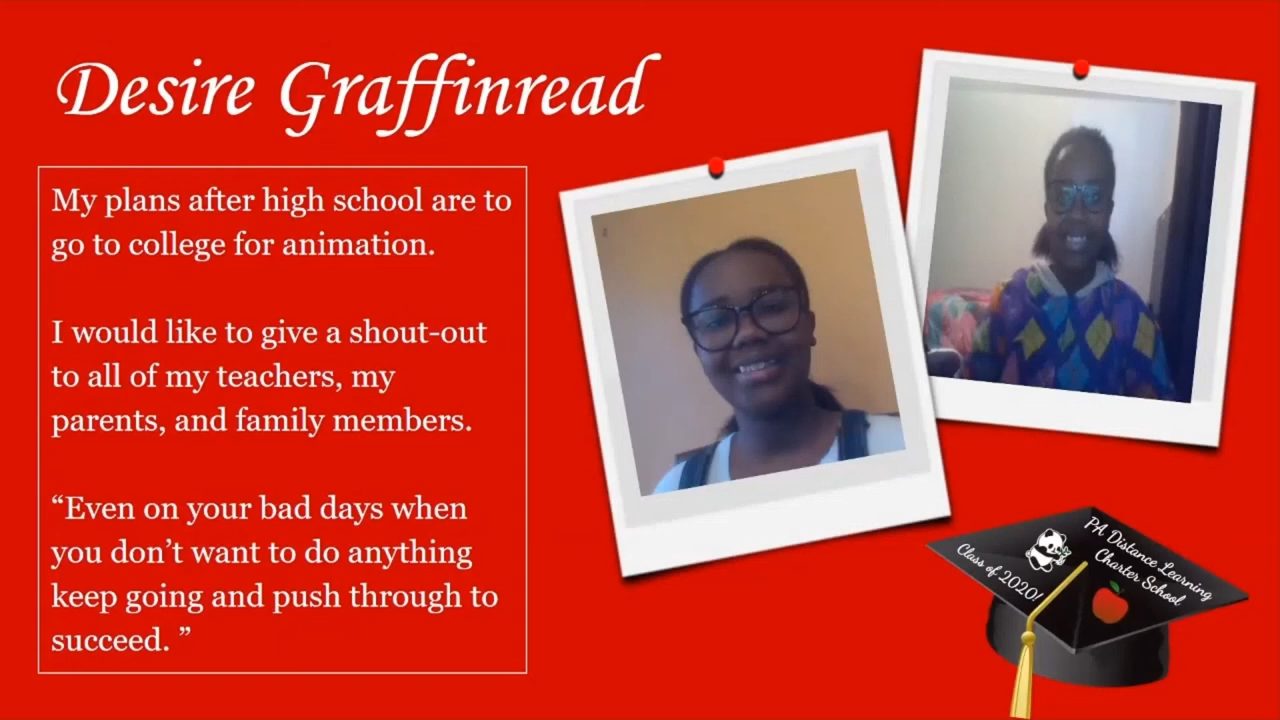 Desire Graffinread
My plans after high school are to
go to college for animation.
I would like to give a shout-out
to all of my teachers, my
parents, and family members.
“Even on your bad days when
you don’t want to do anything
keep going and push through to
succeed. ”
PA Distance Learning
Charter School
Class of 2020!